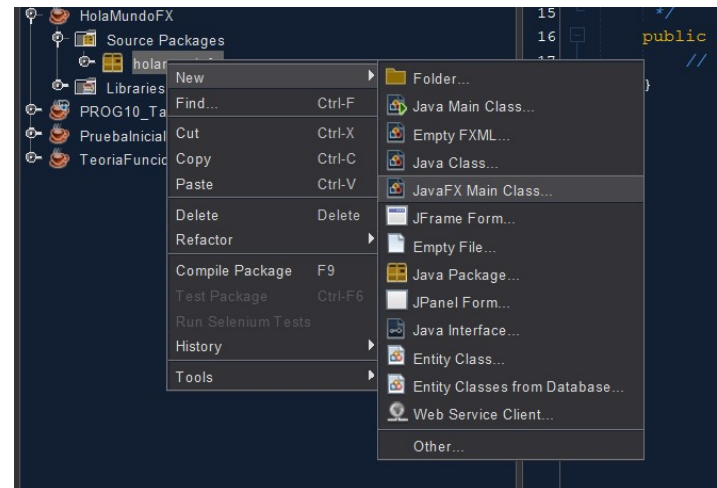 HolaMundoFX
Source Packages
Libraries
PROG10_Ta
PruebaInicial
TeoriaFuncio
New
Find... Ctrl-F
Cut Ctrl-X
Copy Ctrl-C
Paste Ctrl-V
Delete Delete
Refactor
Compile Package F9
Test Package Ctrl-F6
Run Selenium Tests
History
Tools
Folder...
Java Main Class...
Empty FXML...
Java Class...
JavaFX Main Class...
JFrame Form...
Empty File...
Java Package...
JPanel Form...
Java Interface...
Entity Class...
Entity Classes from Database...
Web Service Client...
Other...
15 */
16 public
//
}